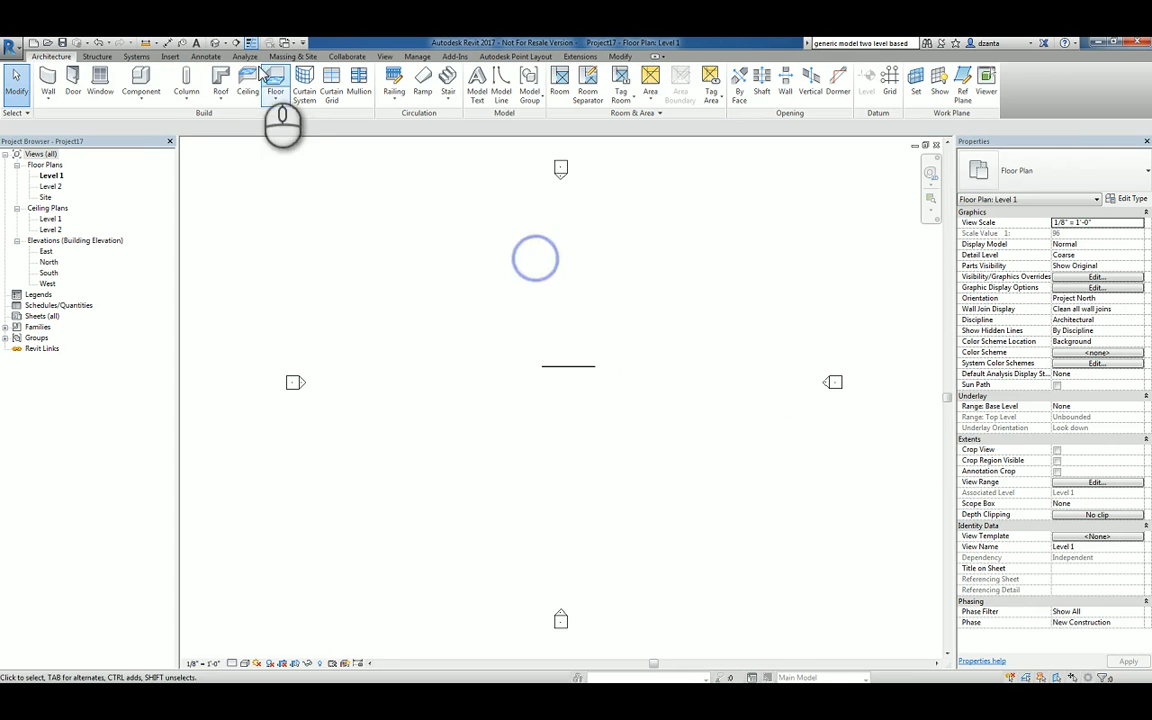 Autodesk Revit 2017 - Not For Resale Version - Project17 - Floor Plan: Level 1
generic model two level based
dzanta
Architecture Structure Systems Insert Annotate Analyze Massing & Site Collaborate View Manage Add-Ins Autodesk Point Layout Extensions Modify
Modify Wall Door Window Component Column Roof Ceiling Floor Curtain System Curtain Grid Mullion Railing Ramp Stair Model Text Model Line Model Group Room Room Separator Tag Room Area Area Boundary Tag Area By Face Shaft Wall Vertical Dormer Level Grid Set Show Ref Plane Viewer
Select Build Circulation Model Room & Area Opening Datum Work Plane
Project Browser - Project17
Views (all)
Floor Plans
Level 1
Level 2
Site
Ceiling Plans
Level 1
Level 2
Elevations (Building Elevation)
East
North
South
West
Legends
Schedules/Quantities
Sheets (all)
Families
Groups
Revit Links
Properties
Floor Plan
Floor Plan: Level 1 Edit Type
Graphics
View Scale 1/8" = 1'-0"
Scale Value 1: 96
Display Model Normal
Detail Level Coarse
Parts Visibility Show Original
Visibility/Graphics Overrides Edit...
Graphic Display Options Edit...
Orientation Project North
Wall Join Display Clean all wall joins
Discipline Architectural
Show Hidden Lines By Discipline
Color Scheme Location Background
Color Scheme <none>
System Color Schemes Edit...
Default Analysis Display St... None
Sun Path
Underlay
Range: Base Level None
Range: Top Level Unbounded
Underlay Orientation Look down
Extents
Crop View
Crop Region Visible
Annotation Crop
View Range Edit...
Associated Level Level 1
Scope Box None
Depth Clipping No clip
Identity Data
View Template <None>
View Name Level 1
Dependency Independent
Title on Sheet
Referencing Sheet
Referencing Detail
Phasing
Phase Filter Show All
Phase New Construction
Properties help Apply
1/8" = 1'-0"
Click to select, TAB for alternates, CTRL adds, SHIFT unselects.
:0 Main Model :0